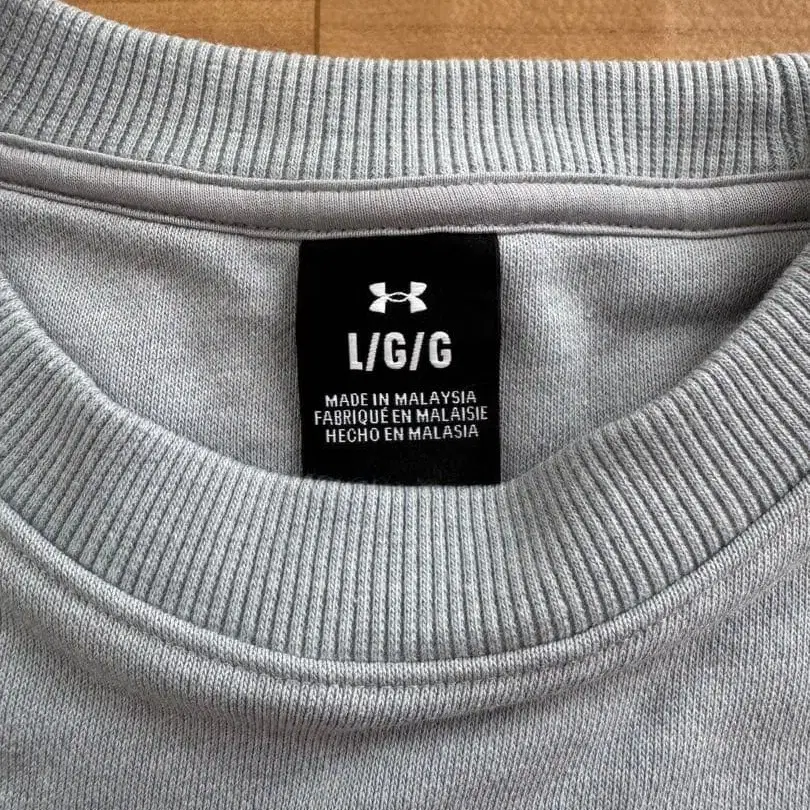 L/G/G
MADE IN MALAYSIA
FABRIQUÉ EN MALAISIE
HECHO EN MALASIA